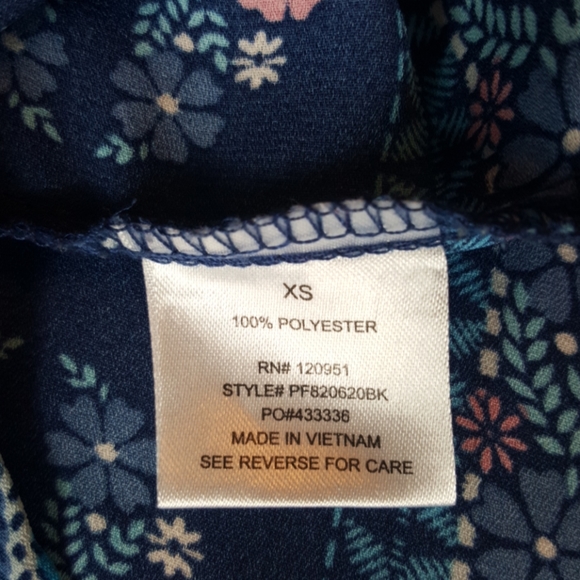 XS
100% POLYESTER
RN# 120951
STYLE# PF820620BK
PO#433336
MADE IN VIETNAM
SEE REVERSE FOR CARE